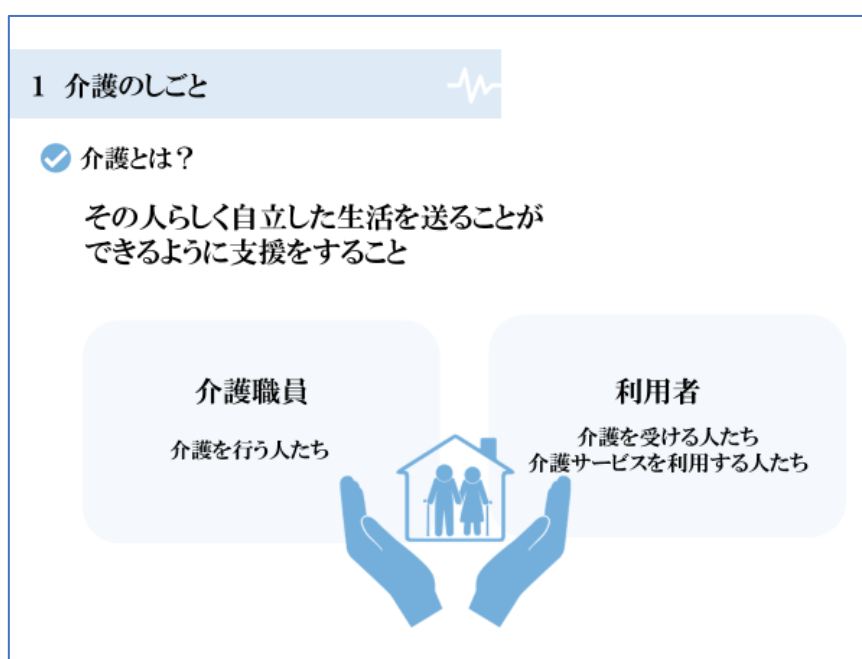 1 介護のしごと
介護とは？
その人らしく自立した生活を送ることが
できるように支援をすること
介護職員
介護を行う人たち
利用者
介護を受ける人たち
介護サービスを利用する人たち